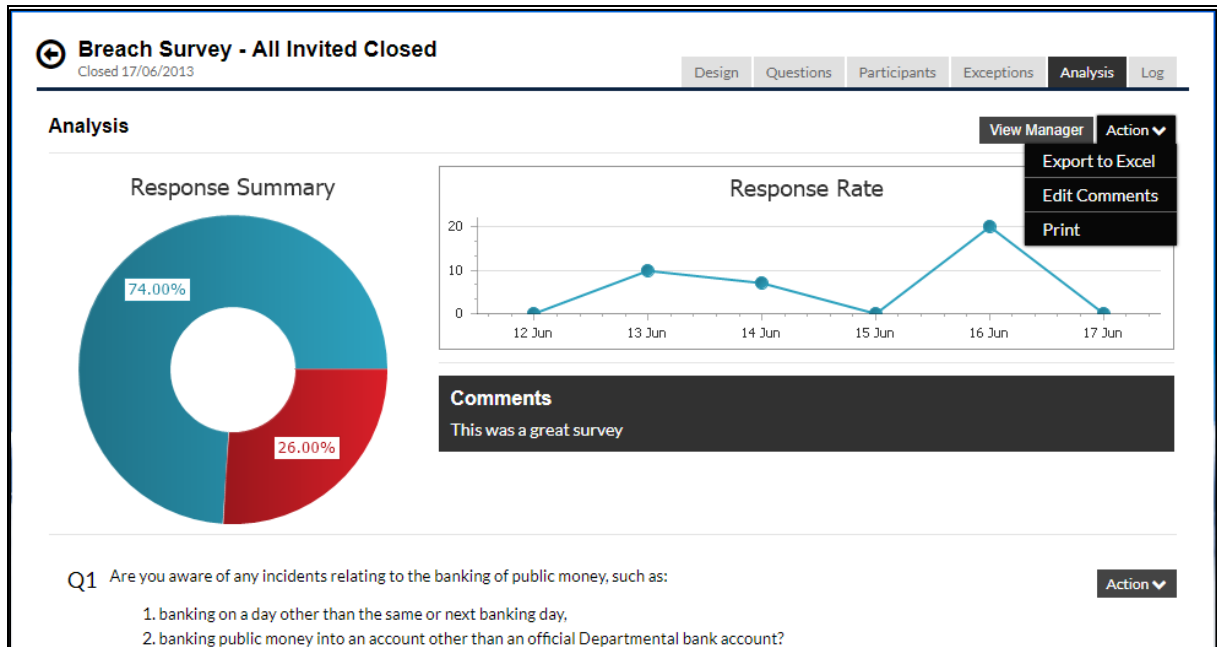 Breach Survey - All Invited Closed
Closed 17/06/2013
Design Questions Participants Exceptions Analysis Log
Analysis
View Manager Action
Export to Excel
Edit Comments
Print
Response Summary
74.00%
26.00%
Response Rate
20
10
0
12 Jun 13 Jun 14 Jun 15 Jun 16 Jun 17 Jun
Comments
This was a great survey
Q1 Are you aware of any incidents relating to the banking of public money, such as:
Action
1. banking on a day other than the same or next banking day,
2. banking public money into an account other than an official Departmental bank account?